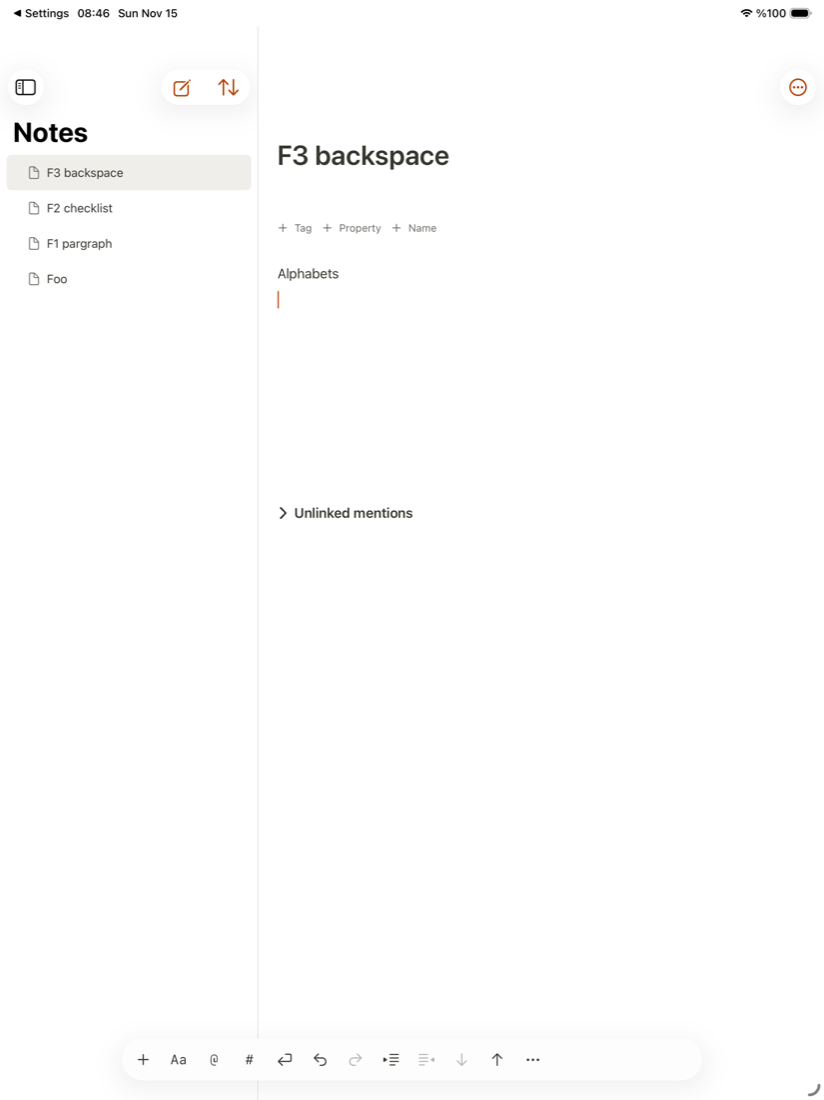 ◀ Settings 08:46 Sun Nov 15 %100
Notes
F3 backspace
F2 checklist
F1 pargraph
Foo
F3 backspace
+ Tag + Property + Name
Alphabets
Unlinked mentions
+ Aa @ #